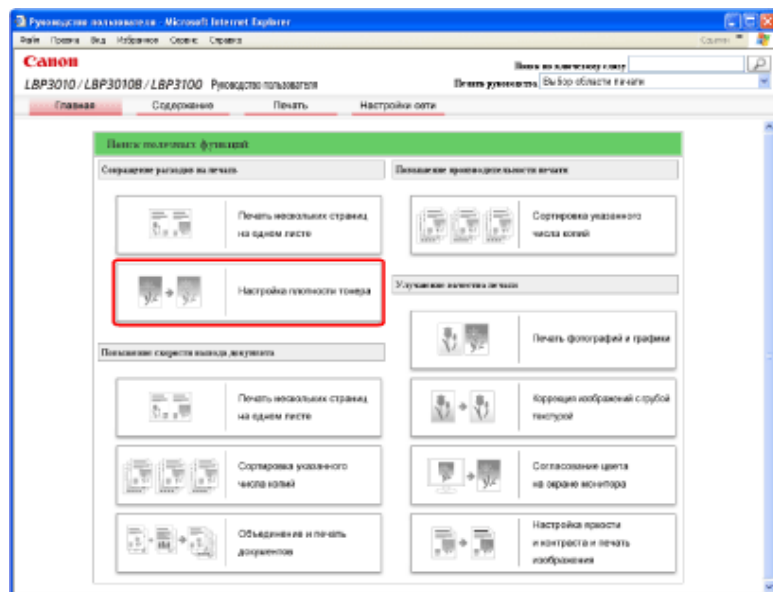 Руководство пользователя - Microsoft Internet Explorer
Файл Правка Вид Избранное Сервис Справка
Ссылки
Canon
Поиск по ключевому слову
LBP3010/LBP3010B/LBP3100 Руководство пользователя
Печать руководства Выбор области печати
Главная Содержание Печать Настройки сети
Поиск полезных функций
Сокращение расходов на печать
Печать нескольких страниц
на одном листе
Настройка плотности тонера
Повышение скорости вывода документа
Печать нескольких страниц
на одном листе
Сортировка указанного
числа копий
Объединение и печать
документов
Повышение производительности печати
Сортировка указанного
числа копий
Улучшение качества печати
Печать фотографий и графики
Коррекция изображений с грубой
текстурой
Согласование цвета
на экране монитора
Настройка яркости
и контраста и печать
изображения